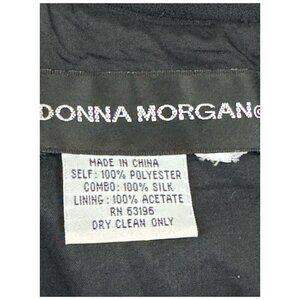 DONNA MORGAN©
MADE IN CHINA
SELF: 100% POLYESTER
COMBO: 100% SILK
LINING: 100% ACETATE
RN 63196
DRY CLEAN ONLY